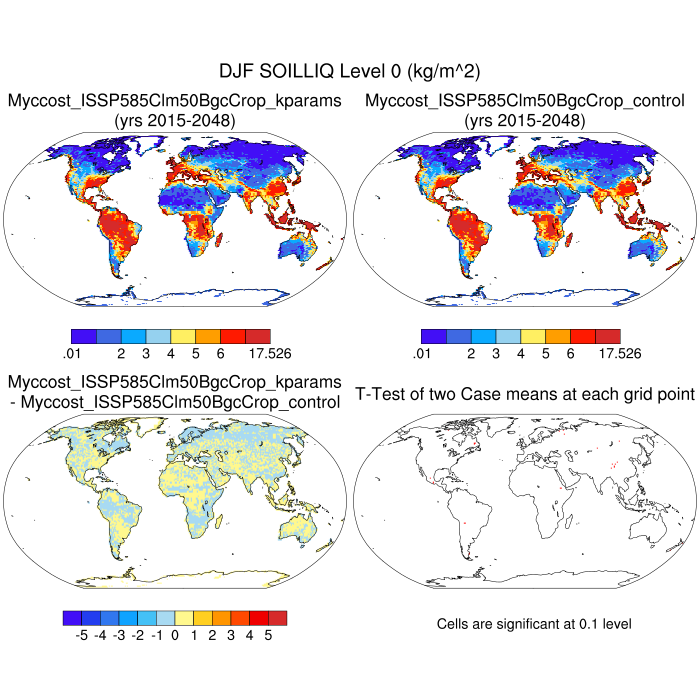 DJF SOILLIQ Level 0 (kg/m^2)
Myccost_ISSP585Clm50BgcCrop_kparams
(yrs 2015-2048)
Myccost_ISSP585Clm50BgcCrop_control
(yrs 2015-2048)
.01 2 3 4 5 6 17.526
.01 2 3 4 5 6 17.526
Myccost_ISSP585Clm50BgcCrop_kparams
- Myccost_ISSP585Clm50BgcCrop_control
T-Test of two Case means at each grid point
-5 -4 -3 -2 -1 0 1 2 3 4 5
Cells are significant at 0.1 level